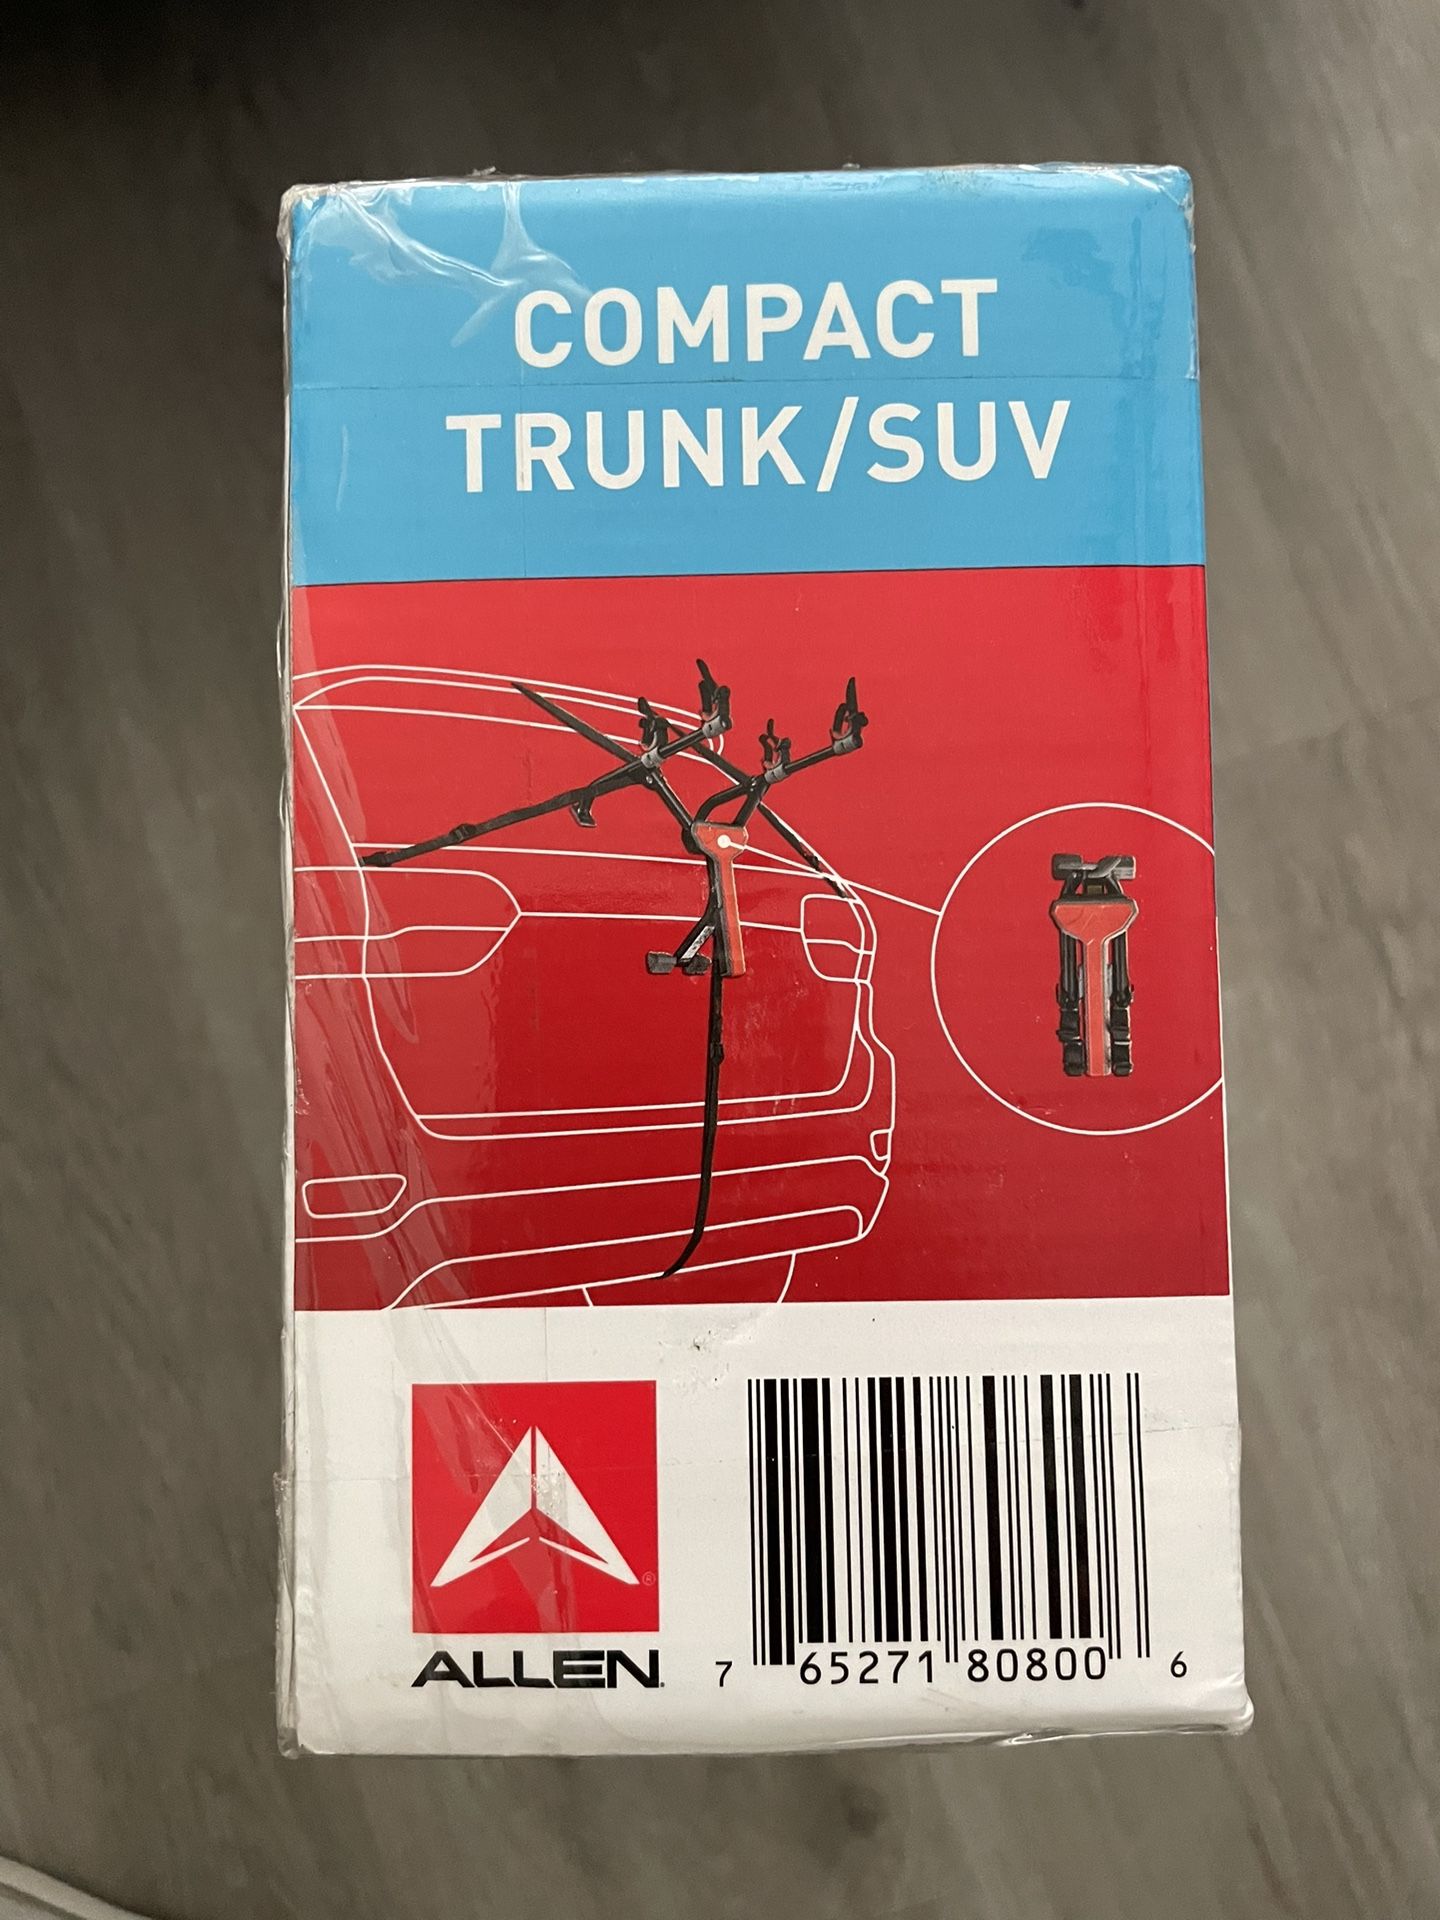 COMPACT
TRUNK/SUV
®
ALLEN
7 65271 80800 6